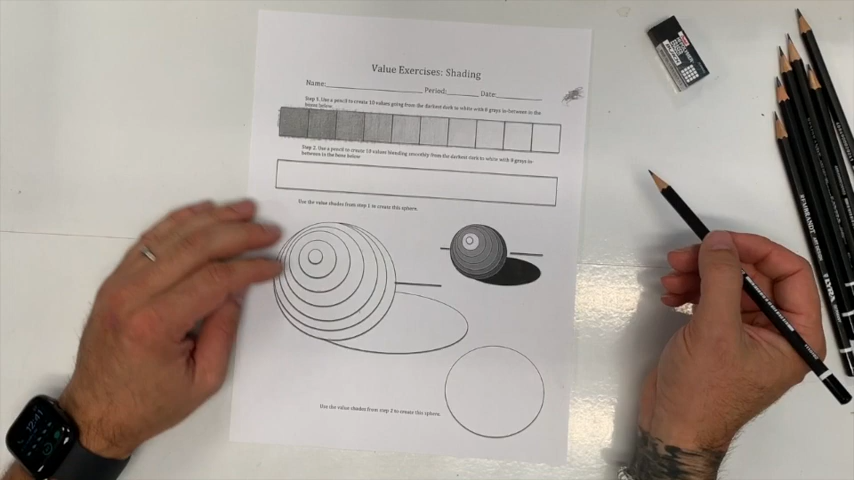 Value Exercises: Shading
Name: Period: Date:
Step 1. Use a pencil to create 10 values going from the darkest dark to white with 8 grays in-between in the
boxes below.
Step 2. Use a pencil to create 10 values blending smoothly from the darkest dark to white with 8 grays in-
between in the boxes below
Use the value shades from step 1 to create this sphere.
Use the value shades from step 2 to create this sphere.
REMBRANDT
LYRA
12:41